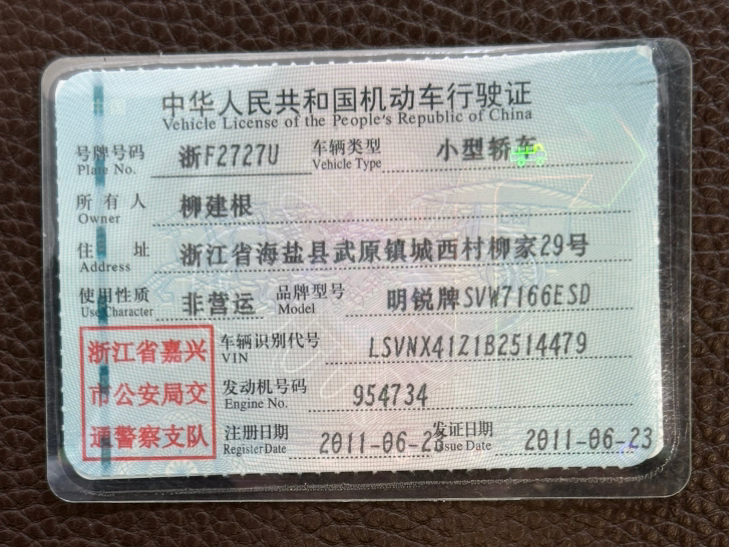 中华人民共和国机动车行驶证
Vehicle License of the People's Republic of China
号牌号码 浙F2727U 车辆类型 小型轿车
Plate No. Vehicle Type
所有人 柳建根
Owner
住址 浙江省海盐县武原镇城西村柳家29号
Address
使用性质 非营运 品牌型号 明锐牌SVW7166ESD
Use Character Model
浙江省嘉兴
市公安局交
通警察支队
车辆识别代号 LSVNX41Z1B2514479
VIN
发动机号码 954734
Engine No.
注册日期 2011-06-23 发证日期 2011-06-23
Register Date Issue Date